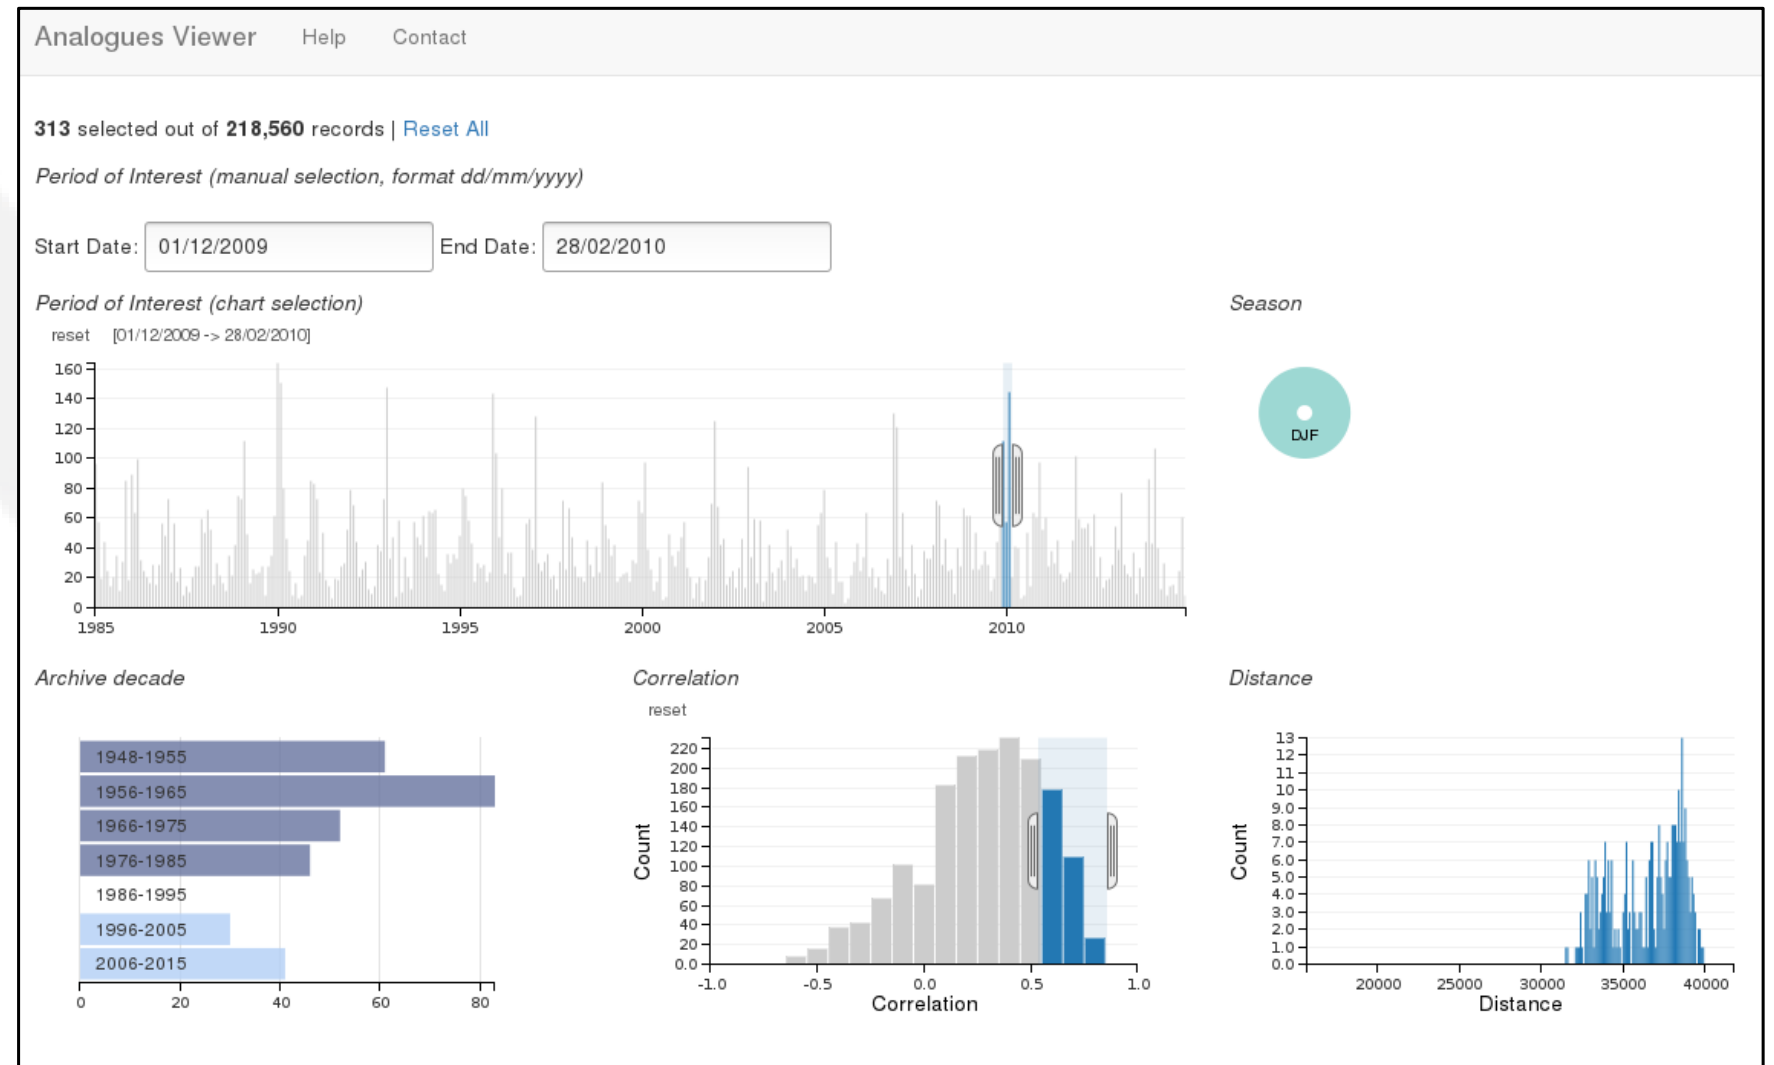 Analogues Viewer Help Contact
313 selected out of 218,560 records | Reset All
Period of Interest (manual selection, format dd/mm/yyyy)
Start Date: 01/12/2009 End Date: 28/02/2010
Period of Interest (chart selection)
reset [01/12/2009 -> 28/02/2010]
160
140
120
100
80
60
40
20
0
1985 1990 1995 2000 2005 2010
Season
DJF
Archive decade
1948-1955
1956-1965
1966-1975
1976-1985
1986-1995
1996-2005
2006-2015
0 20 40 60 80
Correlation
reset
Count
220
200
180
160
140
120
100
80
60
40
20
0.0
-1.0 -0.5 0.0 0.5 1.0
Correlation
Distance
Count
13
12
11
10
9.0
8.0
7.0
6.0
5.0
4.0
3.0
2.0
1.0
0.0
20000 25000 30000 35000 40000
Distance